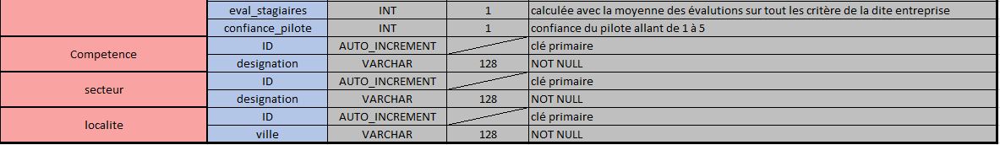 eval_stagiaires INT 1 calculée avec la moyenne des évalutions sur tout les critère de la dite entreprise
confiance_pilote INT 1 confiance du pilote allant de 1 à 5
Competence ID AUTO_INCREMENT clé primaire
designation VARCHAR 128 NOT NULL
secteur ID AUTO_INCREMENT clé primaire
designation VARCHAR 128 NOT NULL
localite ID AUTO_INCREMENT clé primaire
ville VARCHAR 128 NOT NULL